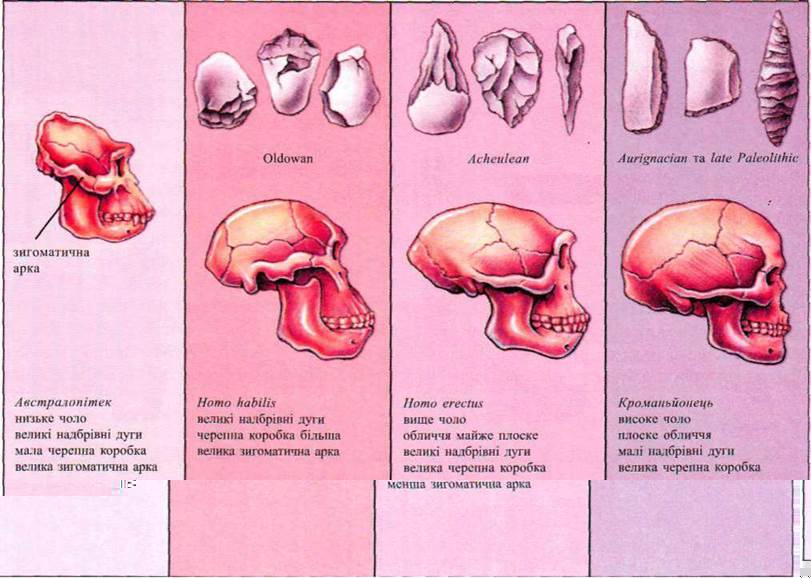 Oldowan
Acheulean
Aurignacian та late Paleolithic
зигоматична
арка
Австралопітек
низьке чоло
великі надбрівні дуги
мала черепна коробка
велика зигоматична арка
Homo habilis
великі надбрівні дуги
черепна коробка більша
велика зигоматична арка
Homo erectus
вище чоло
обличчя майже плоске
великі надбрівні дуги
велика черепна коробка
менша зигоматична арка
Кроманьйонець
високе чоло
плоске обличчя
малі надбрівні дуги
велика черепна коробка